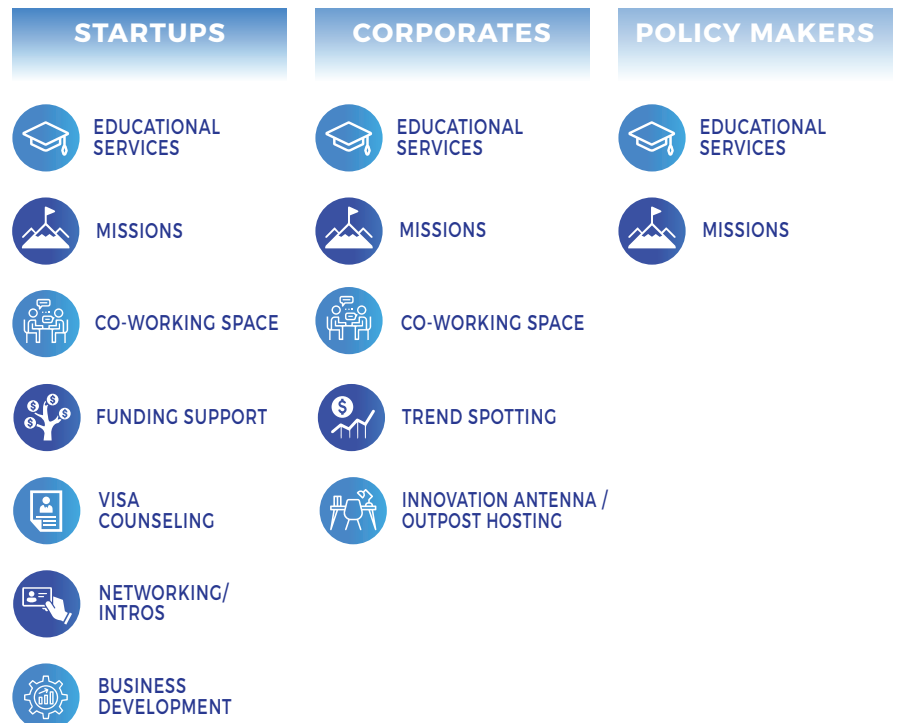 STARTUPS
EDUCATIONAL
SERVICES
MISSIONS
CO-WORKING SPACE
FUNDING SUPPORT
VISA
COUNSELING
NETWORKING/
INTROS
BUSINESS
DEVELOPMENT
CORPORATES
EDUCATIONAL
SERVICES
MISSIONS
CO-WORKING SPACE
TREND SPOTTING
INNOVATION ANTENNA /
OUTPOST HOSTING
POLICY MAKERS
EDUCATIONAL
SERVICES
MISSIONS